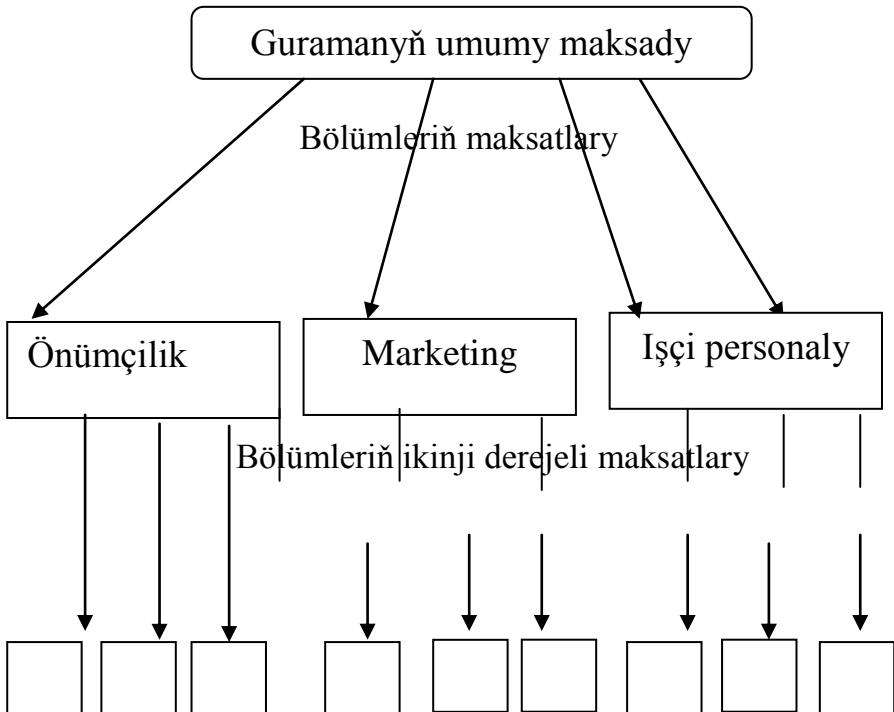 Guramanyň umumy maksady
Bölümleriň maksatlary
Önümçilik
Marketing
Işçi personaly
Bölümleriň ikinji derejeli maksatlary